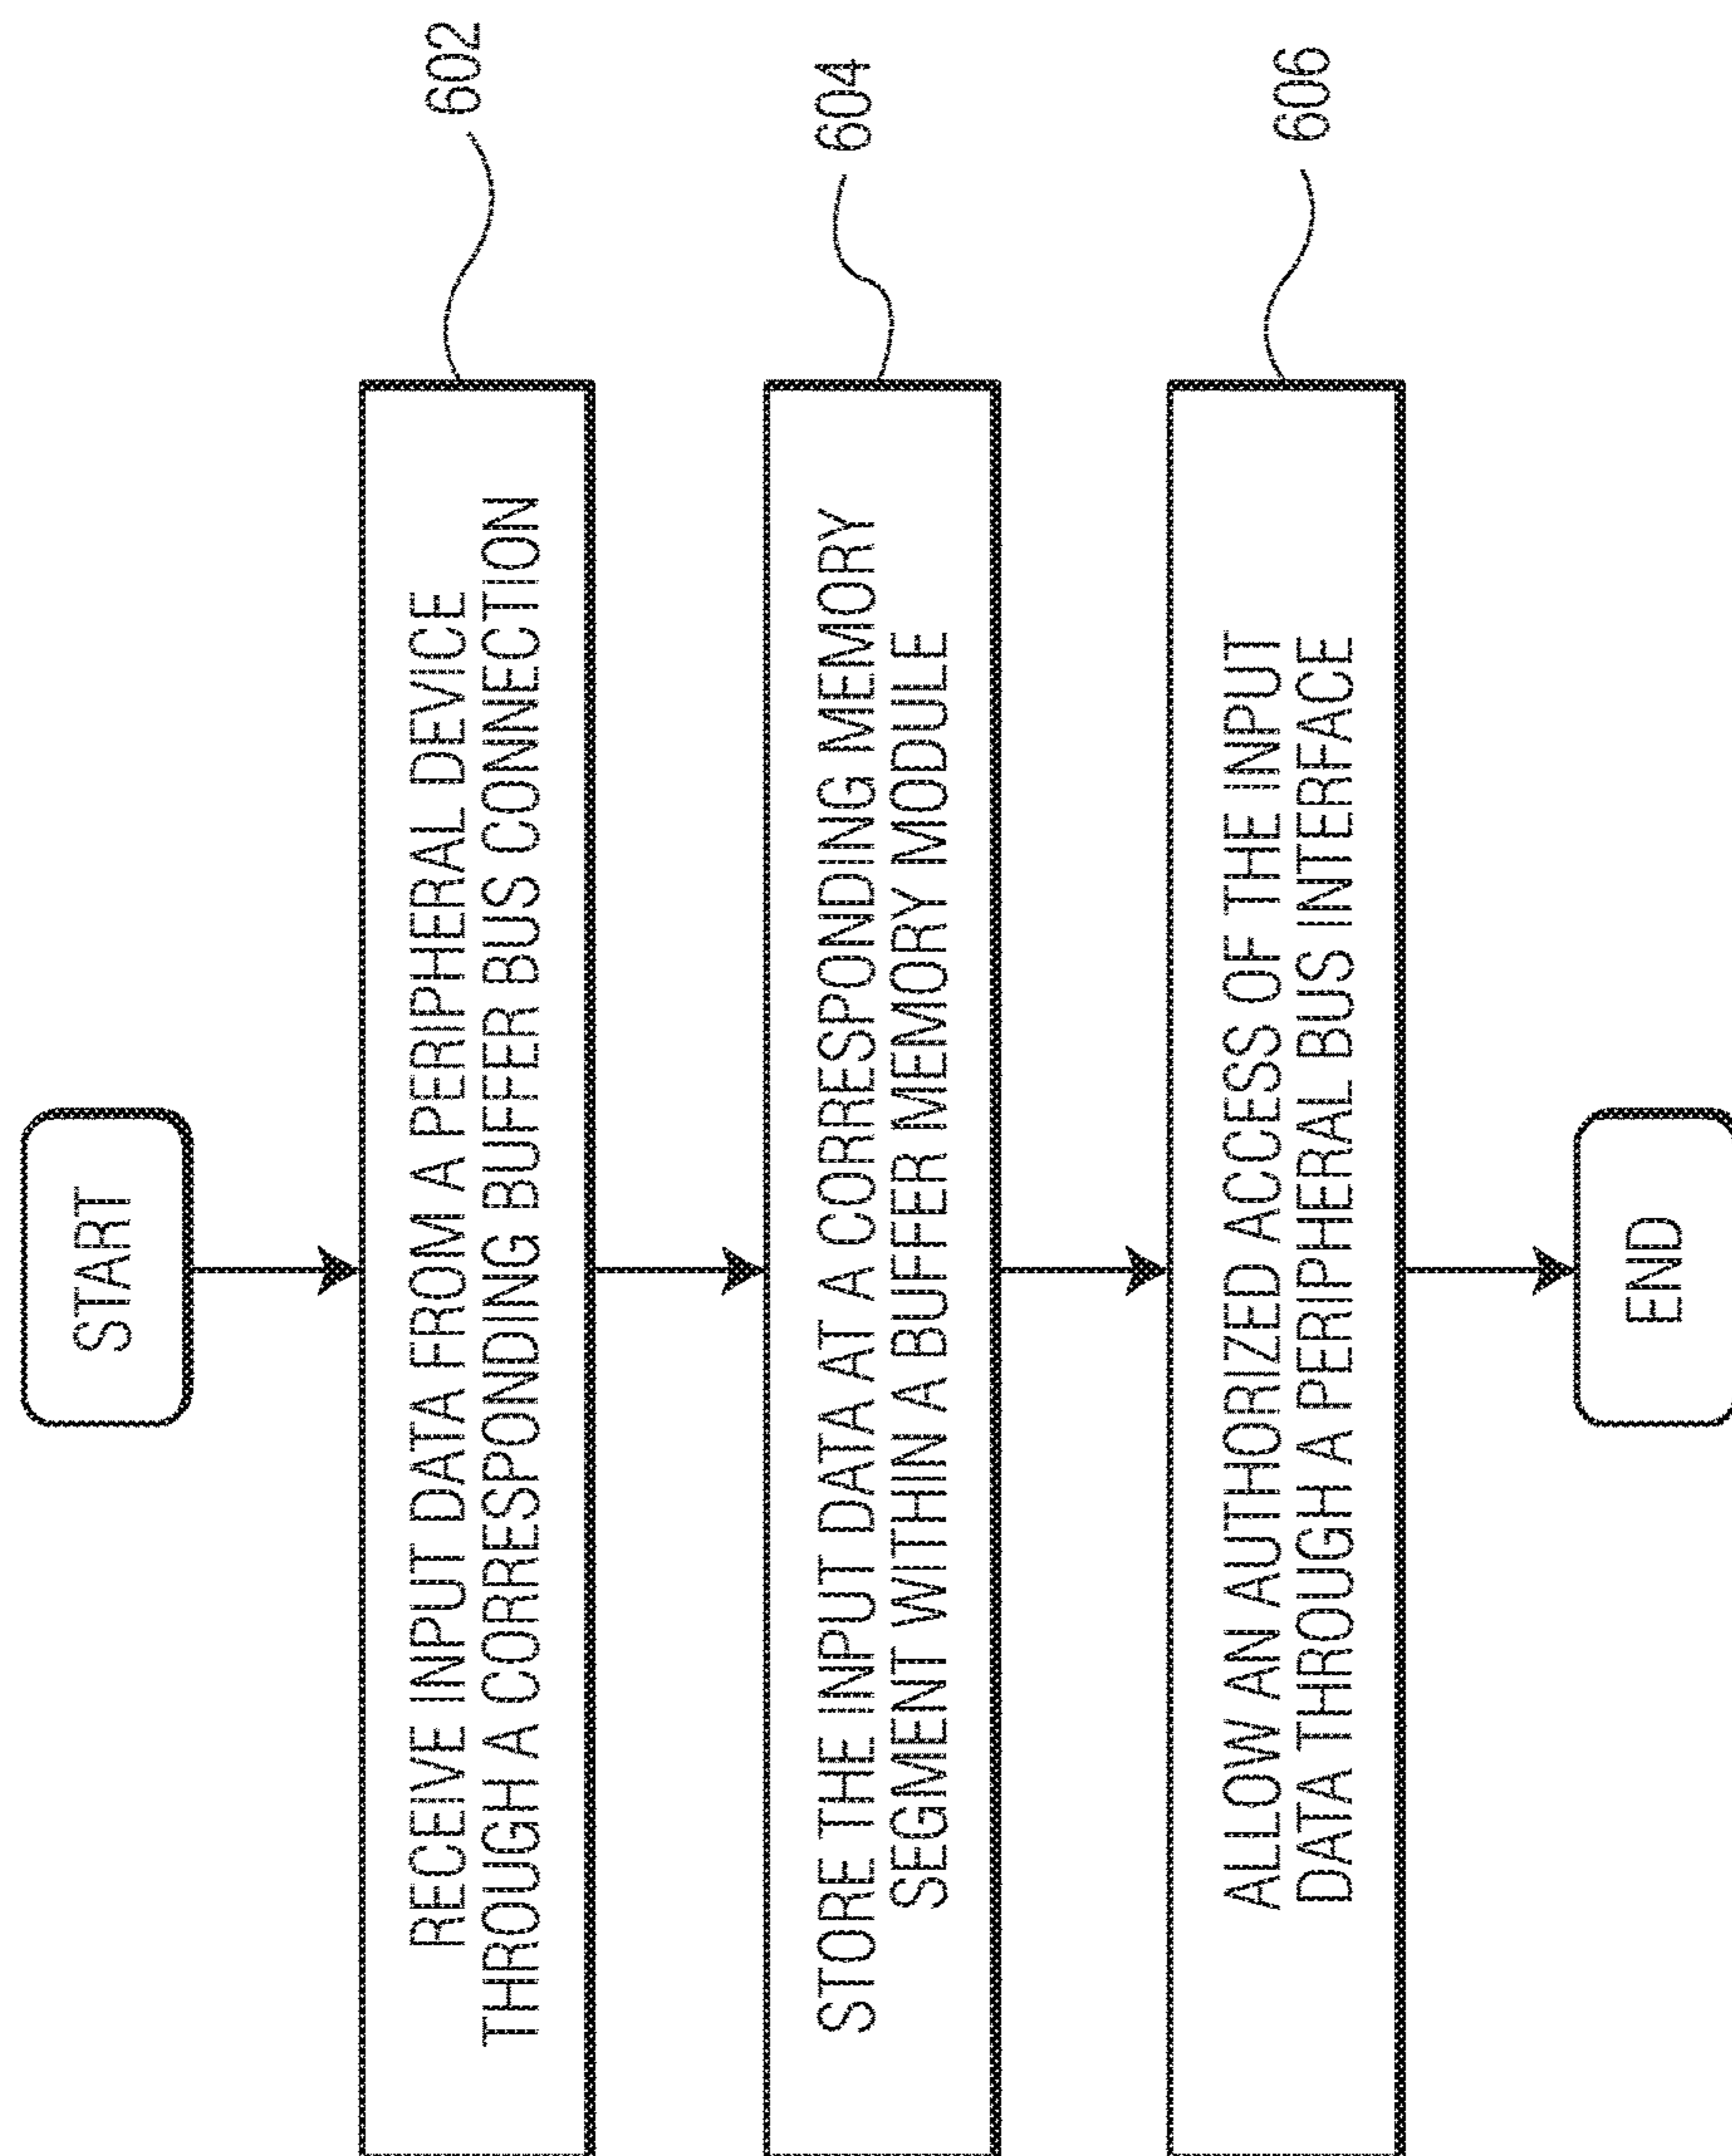 START
RECEIVE INPUT DATA FROM A PERIPHERAL DEVICE
THROUGH A CORRESPONDING BUFFER BUS CONNECTION
602
STORE THE INPUT DATA AT A CORRESPONDING MEMORY
SEGMENT WITHIN A BUFFER MEMORY MODULE
604
ALLOW AN AUTHORIZED ACCESS OF THE INPUT
DATA THROUGH A PERIPHERAL BUS INTERFACE
606
END